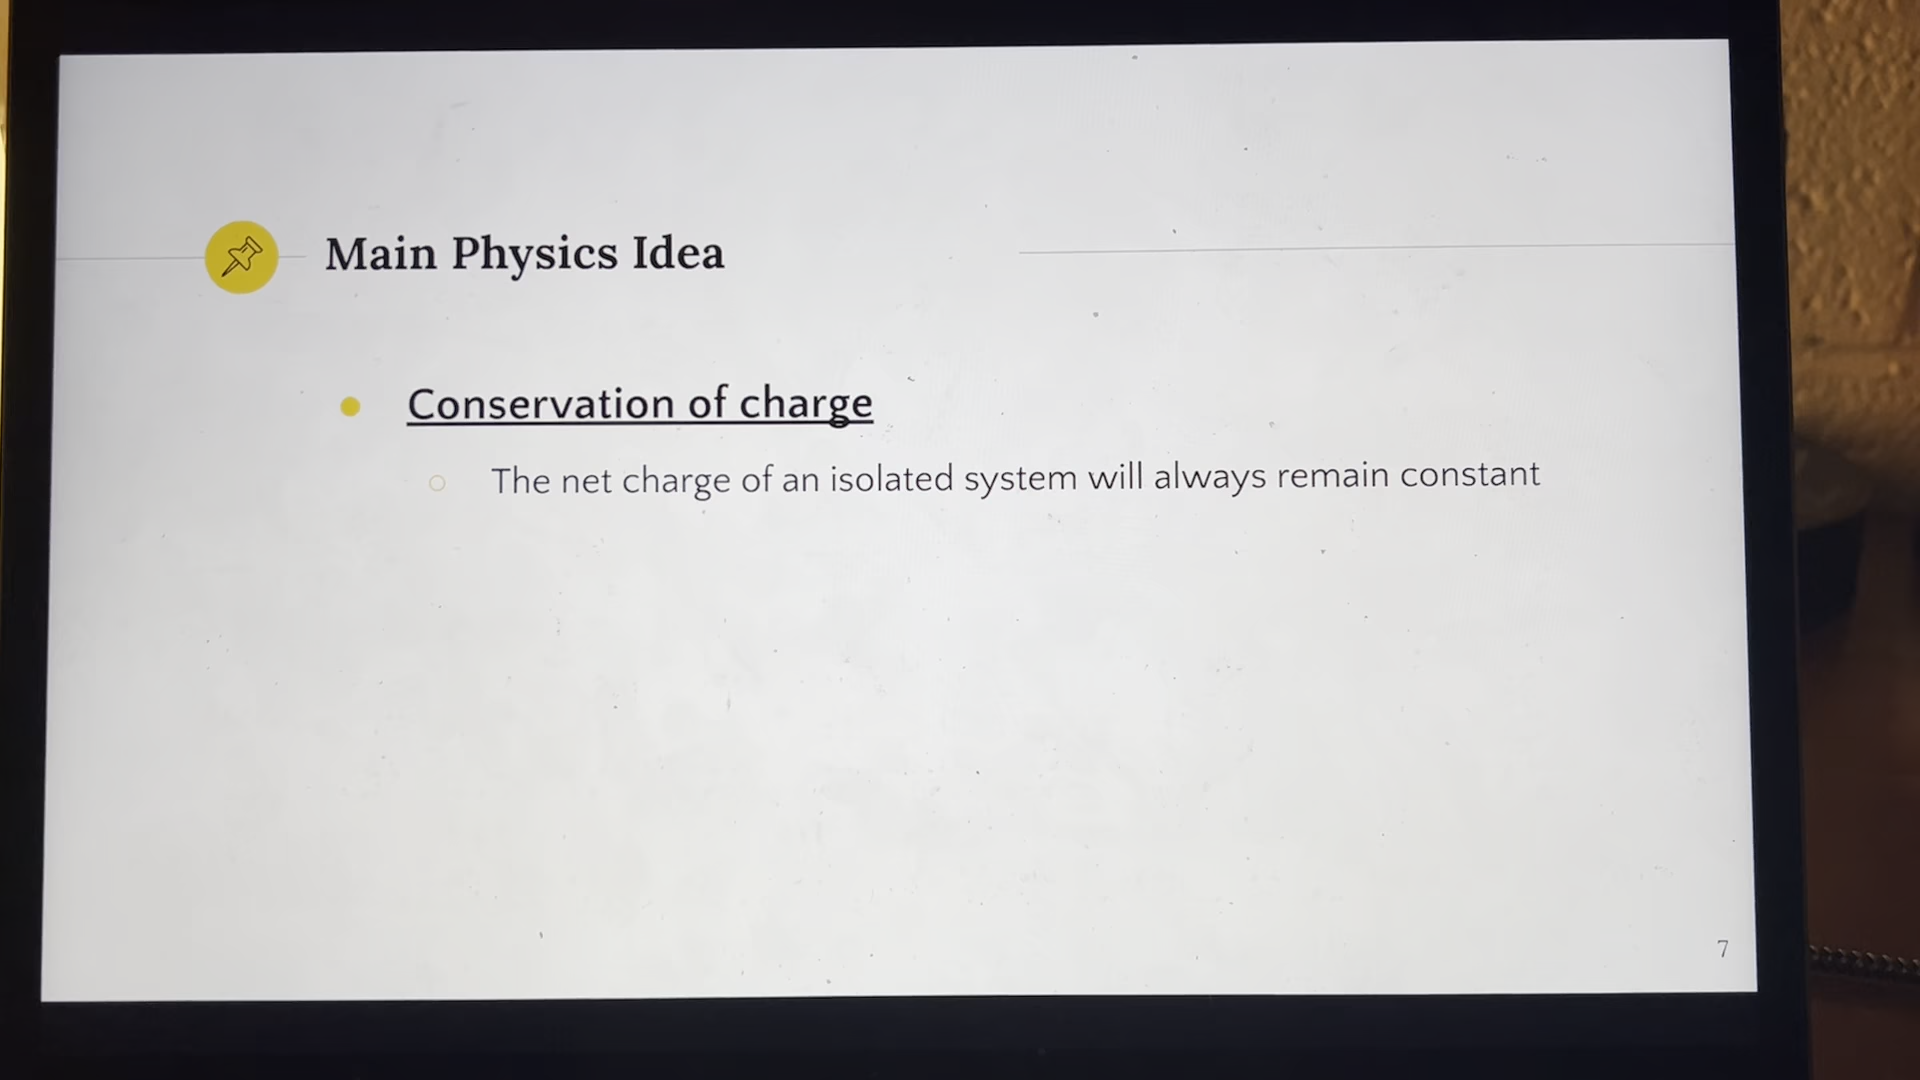 Main Physics Idea
Conservation of charge
The net charge of an isolated system will always remain constant
7